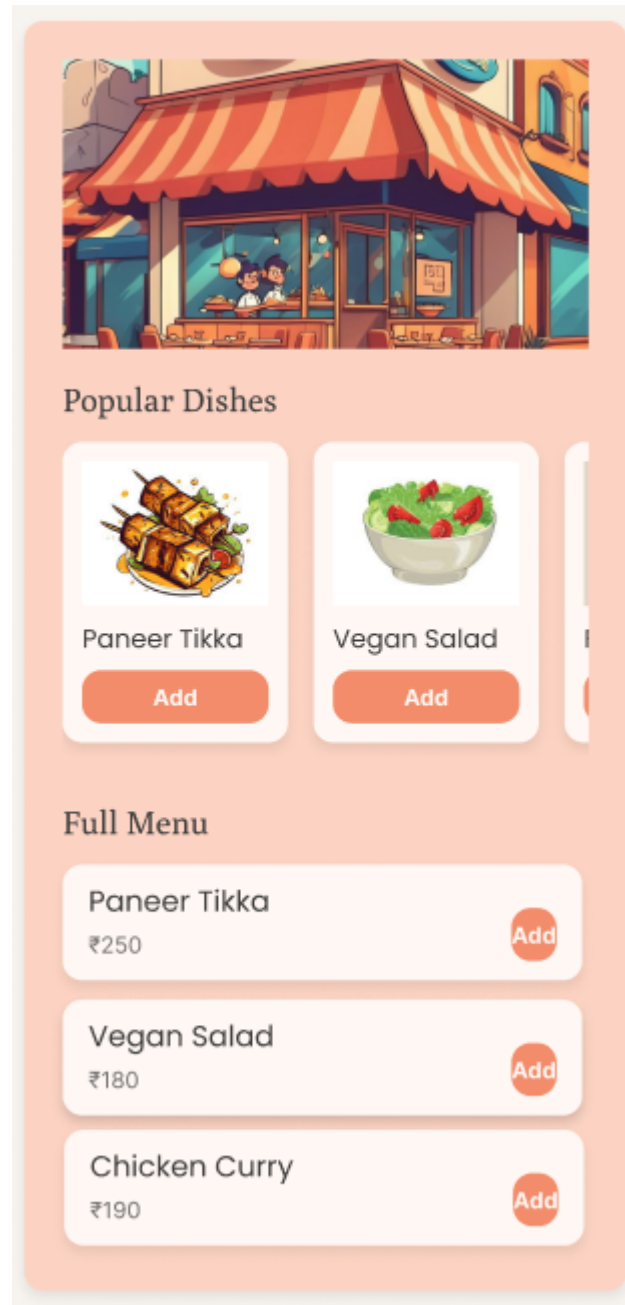 Popular Dishes
Paneer Tikka
Vegan Salad
Add
Add
Full Menu
Paneer Tikka
₹250
Add
Vegan Salad
₹180
Add
Chicken Curry
₹190
Add